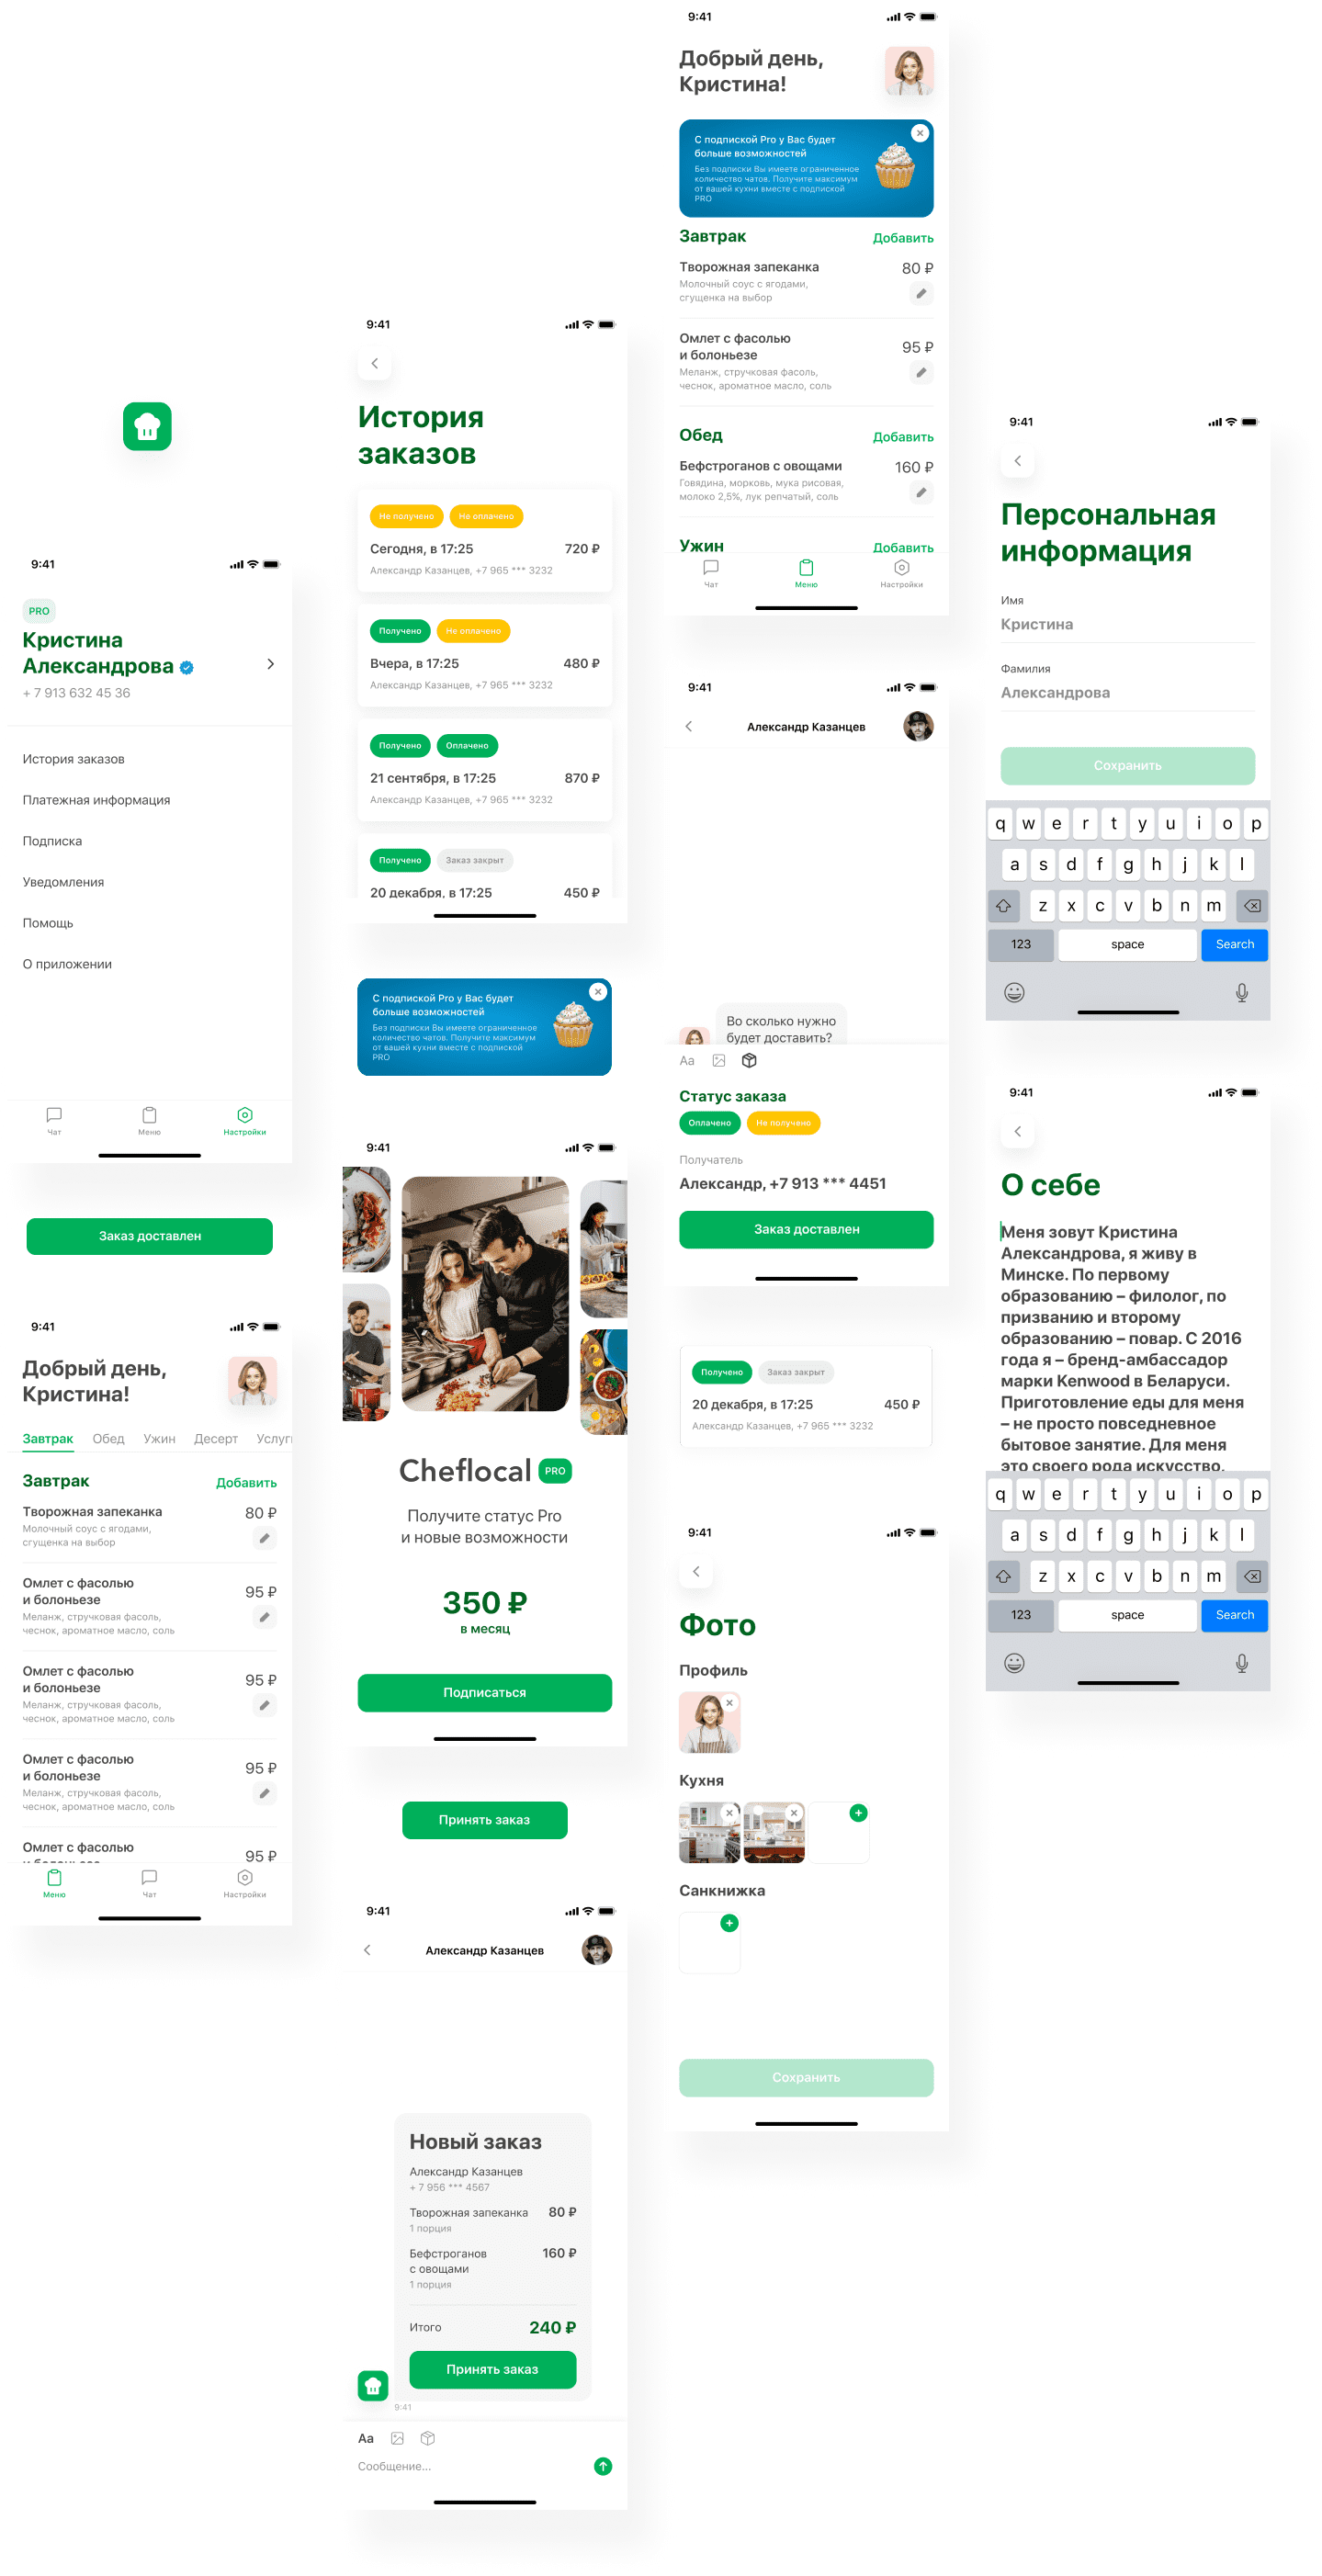 9:41
PRO
Кристина
Александрова
+ 7 913 632 45 36
История заказов
Платежная информация
Подписка
Уведомления
Помощь
О приложении
Чат
Меню
Настройки
Заказ доставлен
9:41
Добрый день,
Кристина!
Завтрак Обед Ужин Десерт Услуг
Завтрак Добавить
Творожная запеканка 80 ₽
Молочный соус с ягодами,
сгущенка на выбор
Омлет с фасолью
и болоньезе 95 ₽
Меланж, стручковая фасоль,
чеснок, ароматное масло, соль
Омлет с фасолью
и болоньезе 95 ₽
Меланж, стручковая фасоль,
чеснок, ароматное масло, соль
Омлет с фасолью
и болоньезе 95 ₽
Меланж, стручковая фасоль,
чеснок, ароматное масло, соль
Омлет с фасолью
и болоньезе 95 ₽
Меню
Чат
Настройки
9:41
История
заказов
Не получено Не оплачено
Сегодня, в 17:25 720 ₽
Александр Казанцев, +7 965 *** 3232
Получено Не оплачено
Вчера, в 17:25 480 ₽
Александр Казанцев, +7 965 *** 3232
Получено Оплачено
21 сентября, в 17:25 870 ₽
Александр Казанцев, +7 965 *** 3232
Получено Заказ закрыт
20 декабря, в 17:25 450 ₽
С подпиской Pro у Вас будет
больше возможностей
Без подписки Вы имеете ограниченное
количество чатов. Получите максимум
от вашей кухни вместе с подпиской
PRO
9:41
Cheflocal PRO
Получите статус Pro
и новые возможности
350 ₽
в месяц
Подписаться
Принять заказ
9:41
Александр Казанцев
Новый заказ
Александр Казанцев
+ 7 956 *** 4567
Творожная запеканка 80 ₽
1 порция
Бефстроганов 160 ₽
с овощами
1 порция
Итого 240 ₽
Принять заказ
9:41
Aa
Сообщение...
9:41
Добрый день,
Кристина!
С подпиской Pro у Вас будет
больше возможностей
Без подписки Вы имеете ограниченное
количество чатов. Получите максимум
от вашей кухни вместе с подпиской
PRO
Завтрак Добавить
Творожная запеканка 80 ₽
Молочный соус с ягодами,
сгущенка на выбор
Омлет с фасолью
и болоньезе 95 ₽
Меланж, стручковая фасоль,
чеснок, ароматное масло, соль
Обед Добавить
Бефстроганов с овощами 160 ₽
Говядина, морковь, мука рисовая,
молоко 2,5%, лук репчатый, соль
Ужин Добавить
Чат
Меню
Настройки
9:41
Александр Казанцев
Во сколько нужно
будет доставить?
Aa
Статус заказа
Оплачено Не получено
Получатель
Александр, +7 913 *** 4451
Заказ доставлен
Получено Заказ закрыт
20 декабря, в 17:25 450 ₽
Александр Казанцев, +7 965 *** 3232
9:41
Фото
Профиль
Кухня
Санкнижка
Сохранить
9:41
Персональная
информация
Имя
Кристина
Фамилия
Александрова
Сохранить
q w e r t y u i o p
a s d f g h j k l
z x c v b n m
123 space Search
9:41
О себе
Меня зовут Кристина
Александрова, я живу в
Минске. По первому
образованию – филолог, по
призванию и второму
образованию – повар. С 2016
года я – бренд-амбассадор
марки Kenwood в Беларуси.
Приготовление еды для меня
– не просто повседневное
бытовое занятие. Для меня
это своего рода искусство,
q w e r t y u i o p
a s d f g h j k l
z x c v b n m
123 space Search